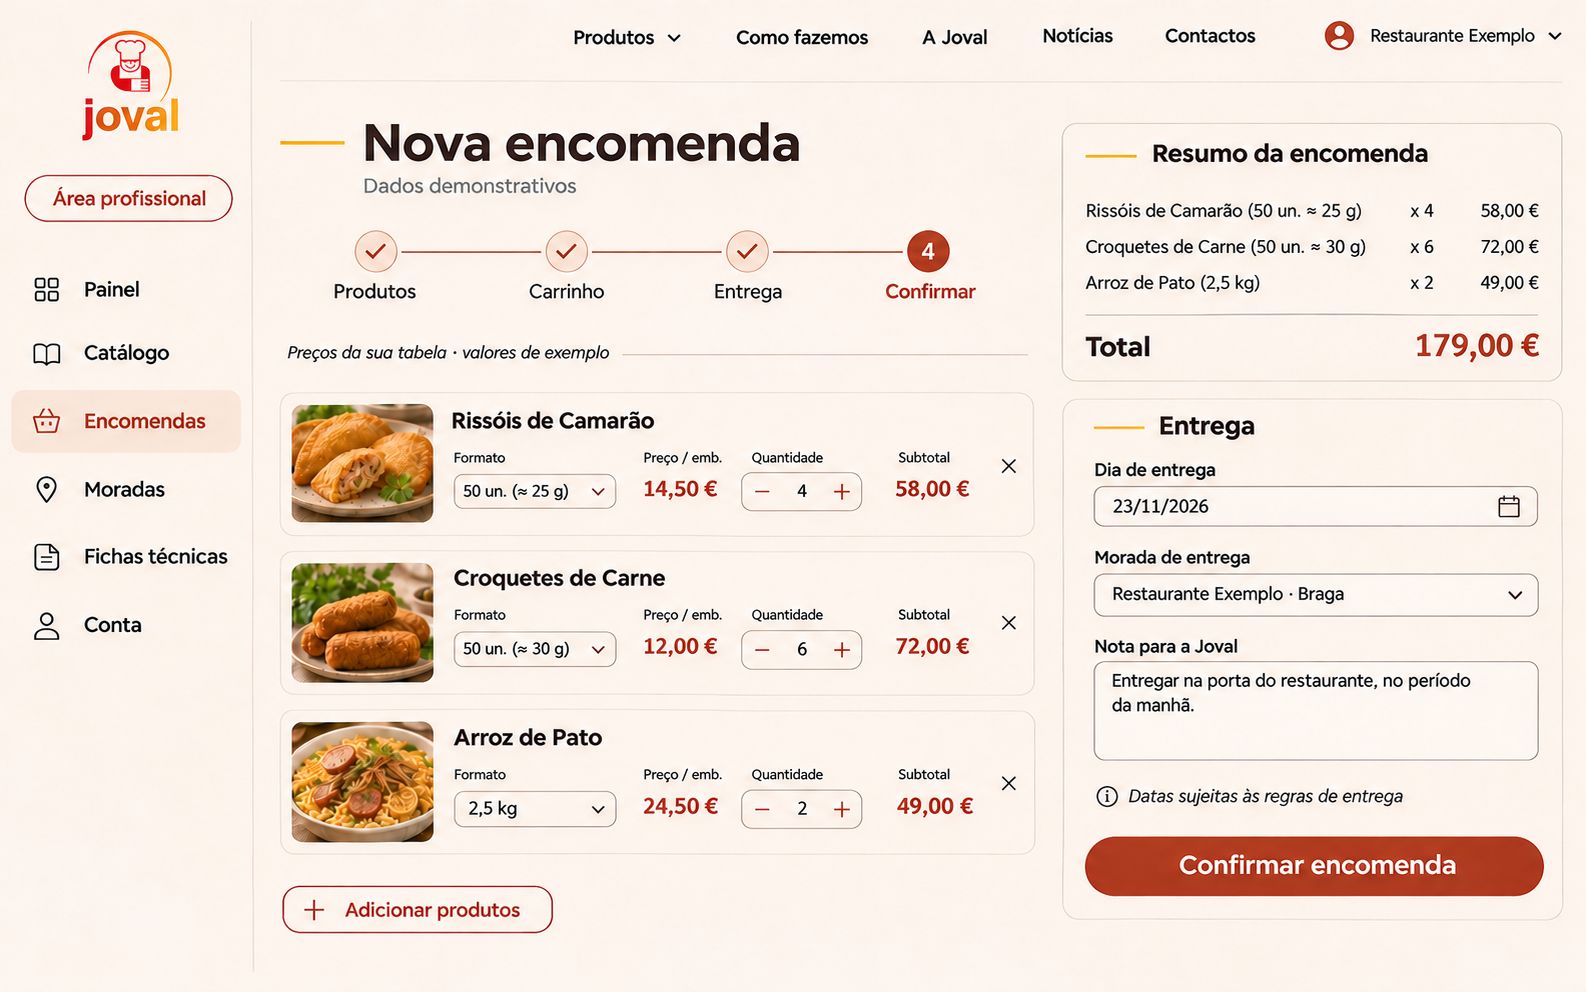 joval
Área profissional
Painel
Catálogo
Encomendas
Moradas
Fichas técnicas
Conta
Produtos
Como fazemos
A Joval
Notícias
Contactos
Restaurante Exemplo
Nova encomenda
Dados demonstrativos
4
Produtos
Carrinho
Entrega
Confirmar
Preços da sua tabela · valores de exemplo
Rissóis de Camarão
Formato
Preço / emb.
Quantidade
Subtotal
50 un. (≈ 25 g)
14,50 €
4
58,00 €
Croquetes de Carne
Formato
Preço / emb.
Quantidade
Subtotal
50 un. (≈ 30 g)
12,00 €
6
72,00 €
Arroz de Pato
Formato
Preço / emb.
Quantidade
Subtotal
2,5 kg
24,50 €
2
49,00 €
Adicionar produtos
Resumo da encomenda
Rissóis de Camarão (50 un. ≈ 25 g) x 4 58,00 €
Croquetes de Carne (50 un. ≈ 30 g) x 6 72,00 €
Arroz de Pato (2,5 kg) x 2 49,00 €
Total 179,00 €
Entrega
Dia de entrega
23/11/2026
Morada de entrega
Restaurante Exemplo · Braga
Nota para a Joval
Entregar na porta do restaurante, no período
da manhã.
Datas sujeitas às regras de entrega
Confirmar encomenda